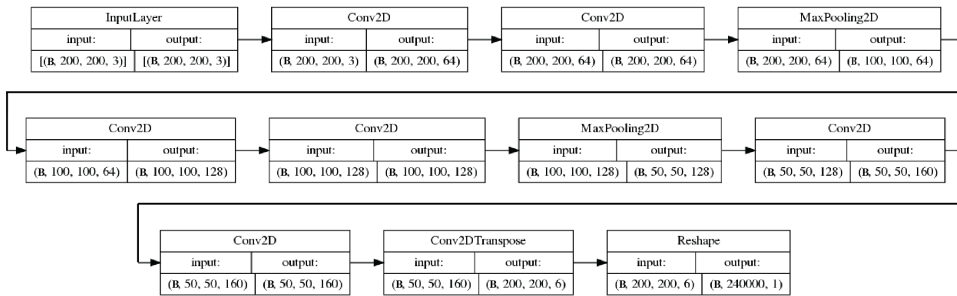 InputLayer
input: output:
[(B, 200, 200, 3)] [(B, 200, 200, 3)]
Conv2D
input: output:
(B, 200, 200, 3) (B, 200, 200, 64)
Conv2D
input: output:
(B, 200, 200, 64) (B, 200, 200, 64)
MaxPooling2D
input: output:
(B, 200, 200, 64) (B, 100, 100, 64)
Conv2D
input: output:
(B, 100, 100, 64) (B, 100, 100, 128)
Conv2D
input: output:
(B, 100, 100, 128) (B, 100, 100, 128)
MaxPooling2D
input: output:
(B, 100, 100, 128) (B, 50, 50, 128)
Conv2D
input: output:
(B, 50, 50, 128) (B, 50, 50, 160)
Conv2D
input: output:
(B, 50, 50, 160) (B, 50, 50, 160)
Conv2DTranspose
input: output:
(B, 50, 50, 160) (B, 200, 200, 6)
Reshape
input: output:
(B, 200, 200, 6) (B, 240000, 1)